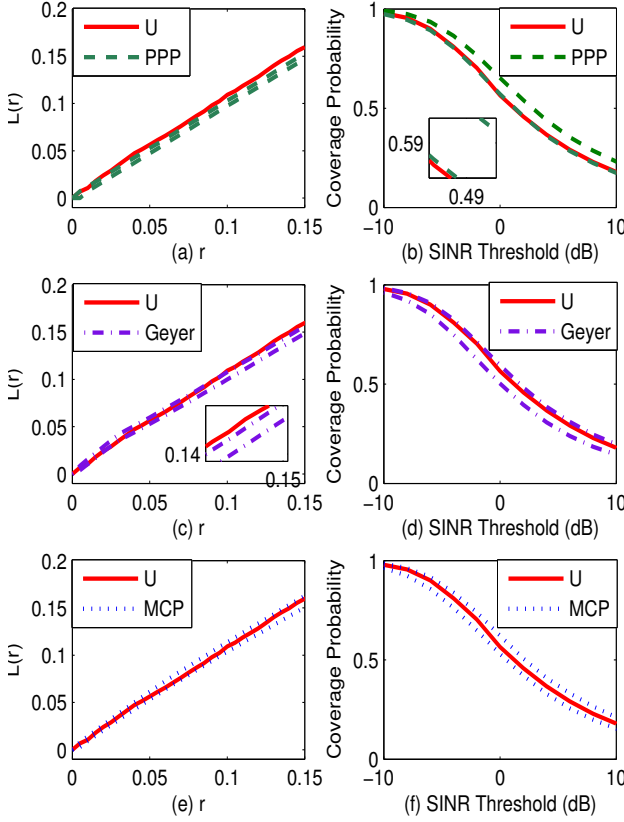 0.2
0.15
0.1
0.05
0
L(r)
U
PPP
0
0.05
0.1
0.15
(a) r
1
0.5
0
Coverage Probability
U
PPP
0.59
0.49
-10
0
10
(b) SINR Threshold (dB)
0.2
0.15
0.1
0.05
0
L(r)
U
Geyer
0.14
0.15
0
0.05
0.1
0.15
(c) r
1
0.5
0
Coverage Probability
U
Geyer
-10
0
10
(d) SINR Threshold (dB)
0.2
0.15
0.1
0.05
0
L(r)
U
MCP
0
0.05
0.1
0.15
(e) r
1
0.5
0
Coverage Probability
U
MCP
-10
0
10
(f) SINR Threshold (dB)